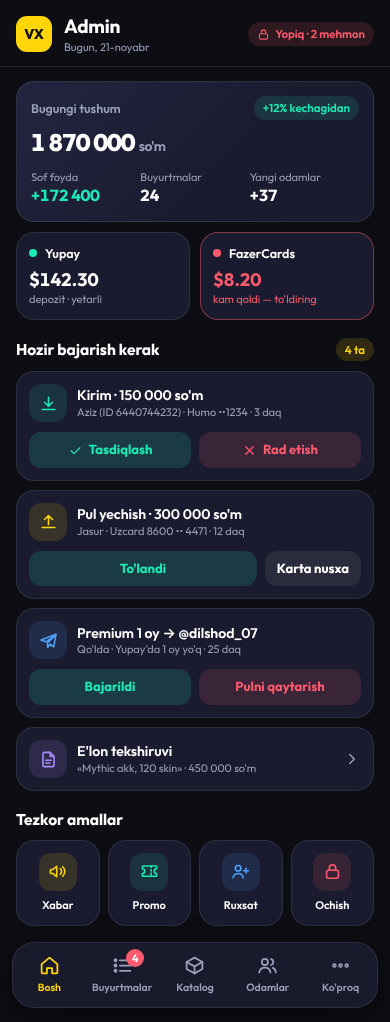 VX
Admin
Bugun, 21-noyabr
Yopiq · 2 mehmon
Bugungi tushum
+12% kechagidan
1 870 000 so'm
Sof foyda
Buyurtmalar
Yangi odamlar
+172 400
24
+37
Yupay
$142.30
depozit · yetarli
FazerCards
$8.20
kam qoldi — to'ldiring
Hozir bajarish kerak
4 ta
Kirim · 150 000 so'm
Aziz (ID 6440744232) · Humo ••1234 · 3 daq
Tasdiqlash
Rad etish
Pul yechish · 300 000 so'm
Jasur · Uzcard 8600 •• 4471 · 12 daq
To'landi
Karta nusxa
Premium 1 oy → @dilshod_07
Qo'lda · Yupay'da 1 oy yo'q · 25 daq
Bajarildi
Pulni qaytarish
E'lon tekshiruvi
«Mythic akk, 120 skin» · 450 000 so'm
Tezkor amallar
Xabar
Promo
Ruxsat
Ochish
4
Bosh
Buyurtmalar
Katalog
Odamlar
Ko'proq